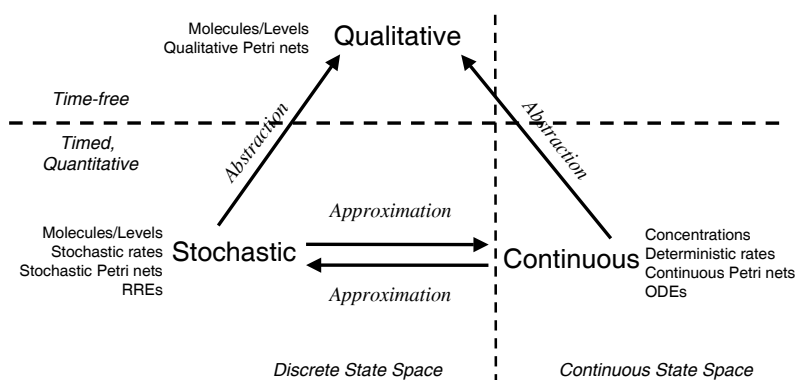 Molecules/Levels
Qualitative Petri nets
Qualitative
Time-free
Timed,
Quantitative
Abstraction
Abstraction
Approximation
Molecules/Levels
Stochastic rates
Stochastic Petri nets
RREs
Stochastic
Continuous
Concentrations
Deterministic rates
Continuous Petri nets
ODEs
Approximation
Discrete State Space
Continuous State Space